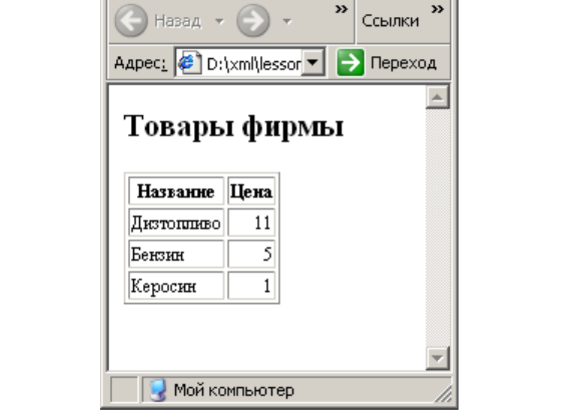 Назад » Ссылки »
Адрес: D:\xml\lessor Переход
Товары фирмы
Название Цена
Дизтопливо 11
Бензин 5
Керосин 1
Мой компьютер